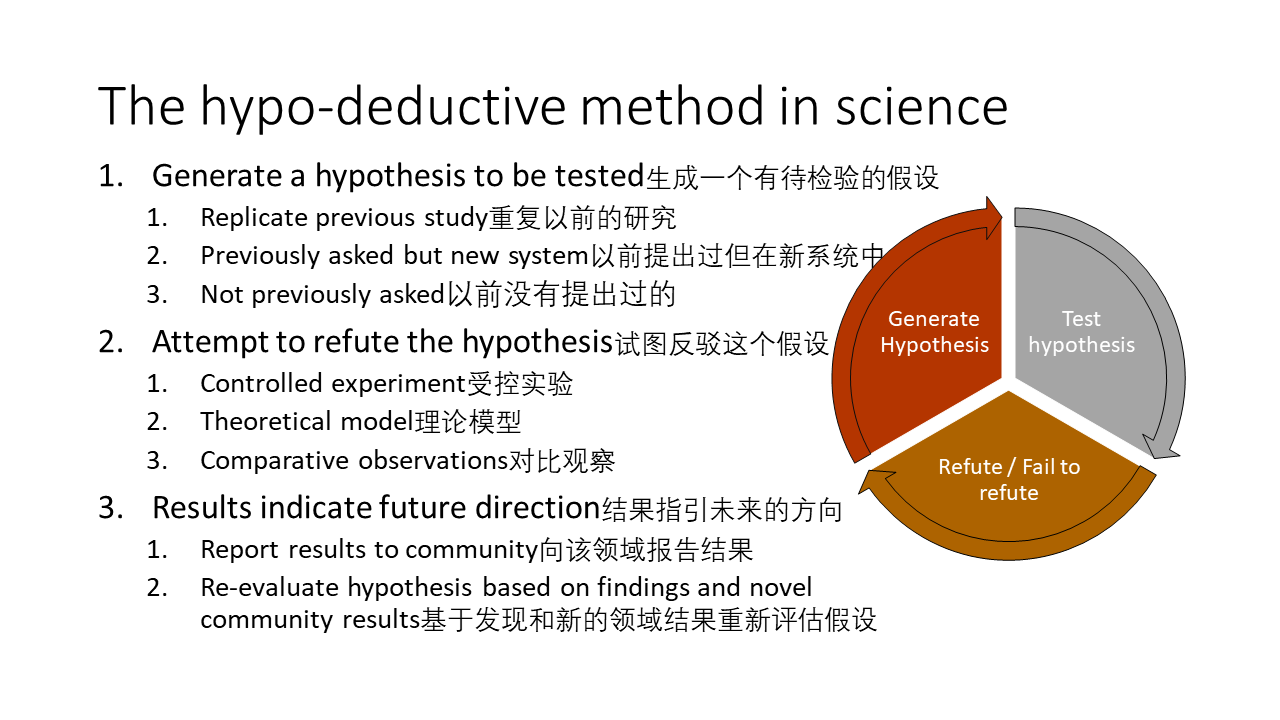 The hypo-deductive method in science
1. Generate a hypothesis to be tested生成一个有待检验的假设
1. Replicate previous study重复以前的研究
2. Previously asked but new system以前提出过但在新系统中
3. Not previously asked以前没有提出过的
2. Attempt to refute the hypothesis试图反驳这个假设
1. Controlled experiment受控实验
2. Theoretical model理论模型
3. Comparative observations对比观察
3. Results indicate future direction结果指引未来的方向
1. Report results to community向该领域报告结果
2. Re-evaluate hypothesis based on findings and novel
community results基于发现和新的领域结果重新评估假设
Generate
Hypothesis
Test
hypothesis
Refute / Fail to
refute